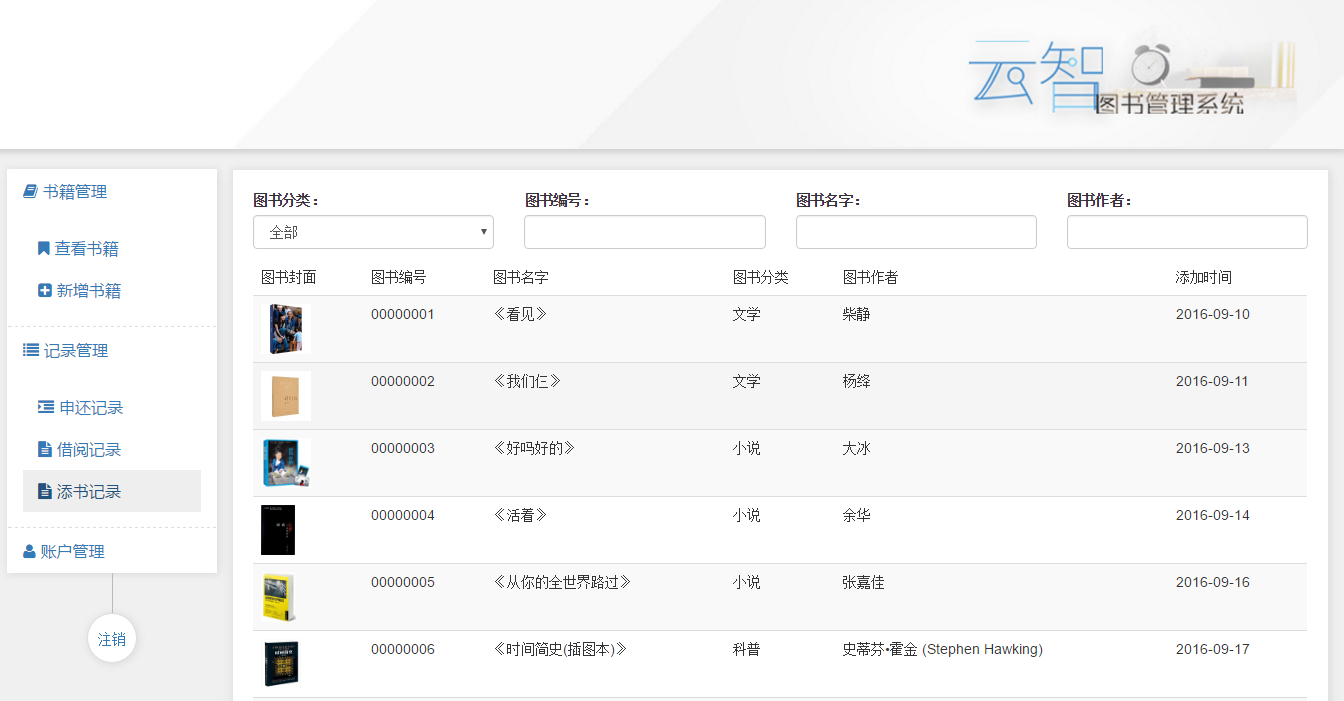 云智
图书管理系统
书籍管理
查看书籍
新增书籍
记录管理
申还记录
借阅记录
添书记录
账户管理
注销
图书分类： 图书编号： 图书名字： 图书作者：
全部
图书封面 图书编号 图书名字 图书分类 图书作者 添加时间
00000001 《看见》 文学 柴静 2016-09-10
00000002 《我们仨》 文学 杨绛 2016-09-11
00000003 《好吗好的》 小说 大冰 2016-09-13
00000004 《活着》 小说 余华 2016-09-14
00000005 《从你的全世界路过》 小说 张嘉佳 2016-09-16
00000006 《时间简史(插图本)》 科普 史蒂芬•霍金 (Stephen Hawking) 2016-09-17